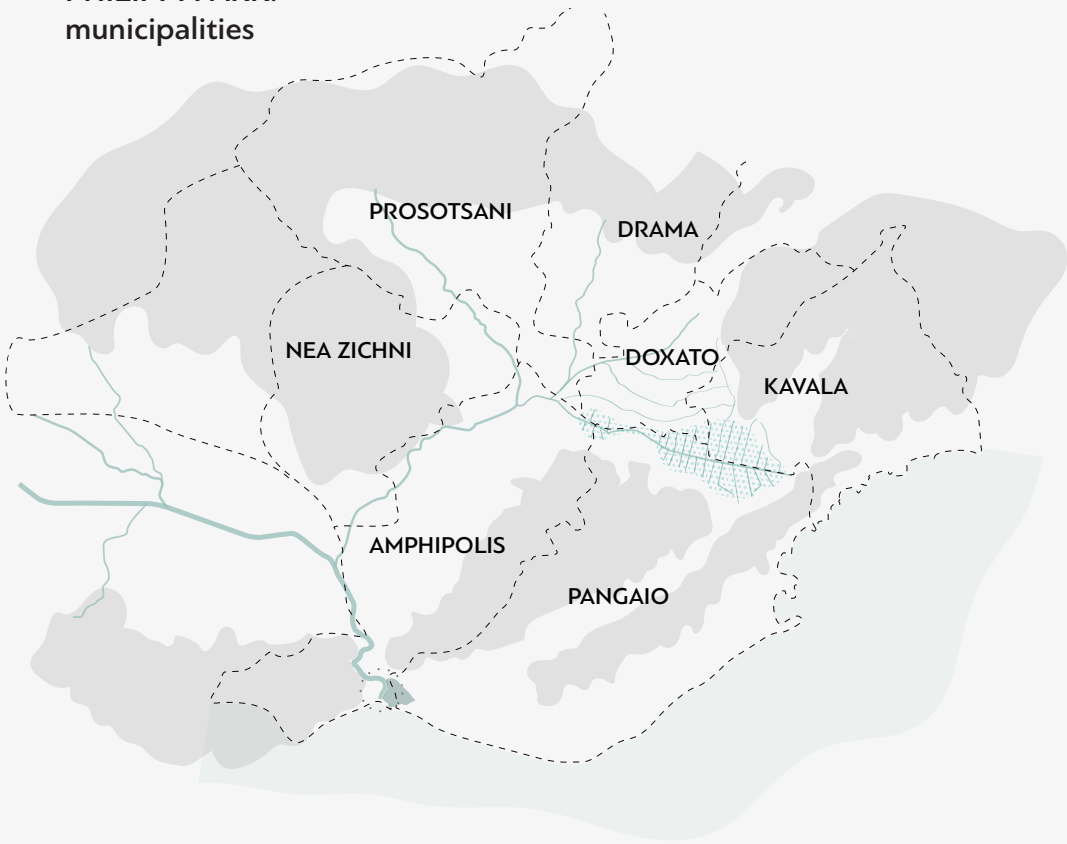 municipalities
PROSOTSANI
DRAMA
NEA ZICHNI
DOXATO
KAVALA
AMPHIPOLIS
PANGAIO